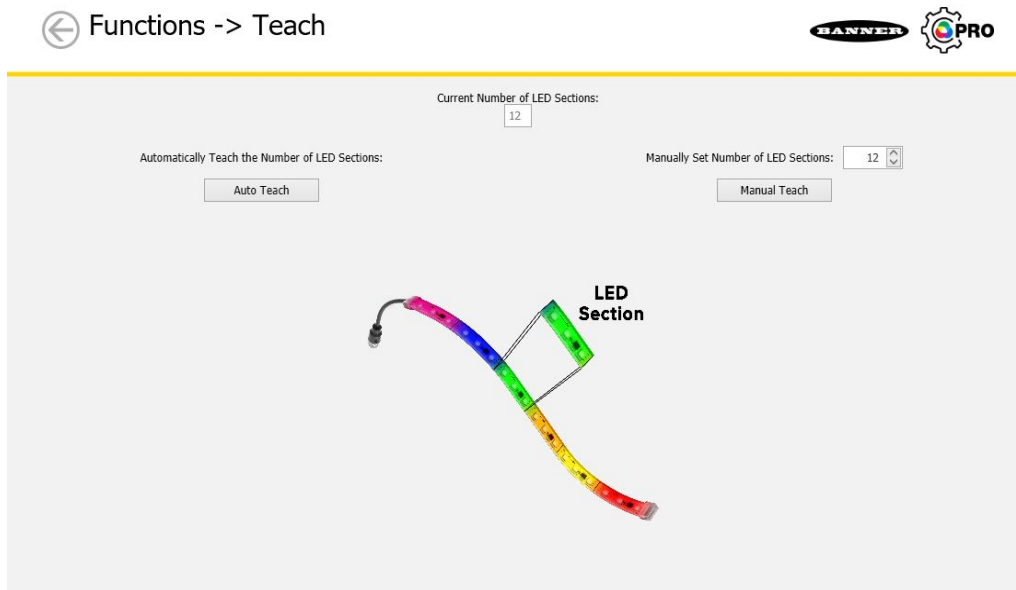 Functions -> Teach
BANNER PRO
Current Number of LED Sections:
12
Automatically Teach the Number of LED Sections:
Manually Set Number of LED Sections: 12
Auto Teach
Manual Teach
LED
Section